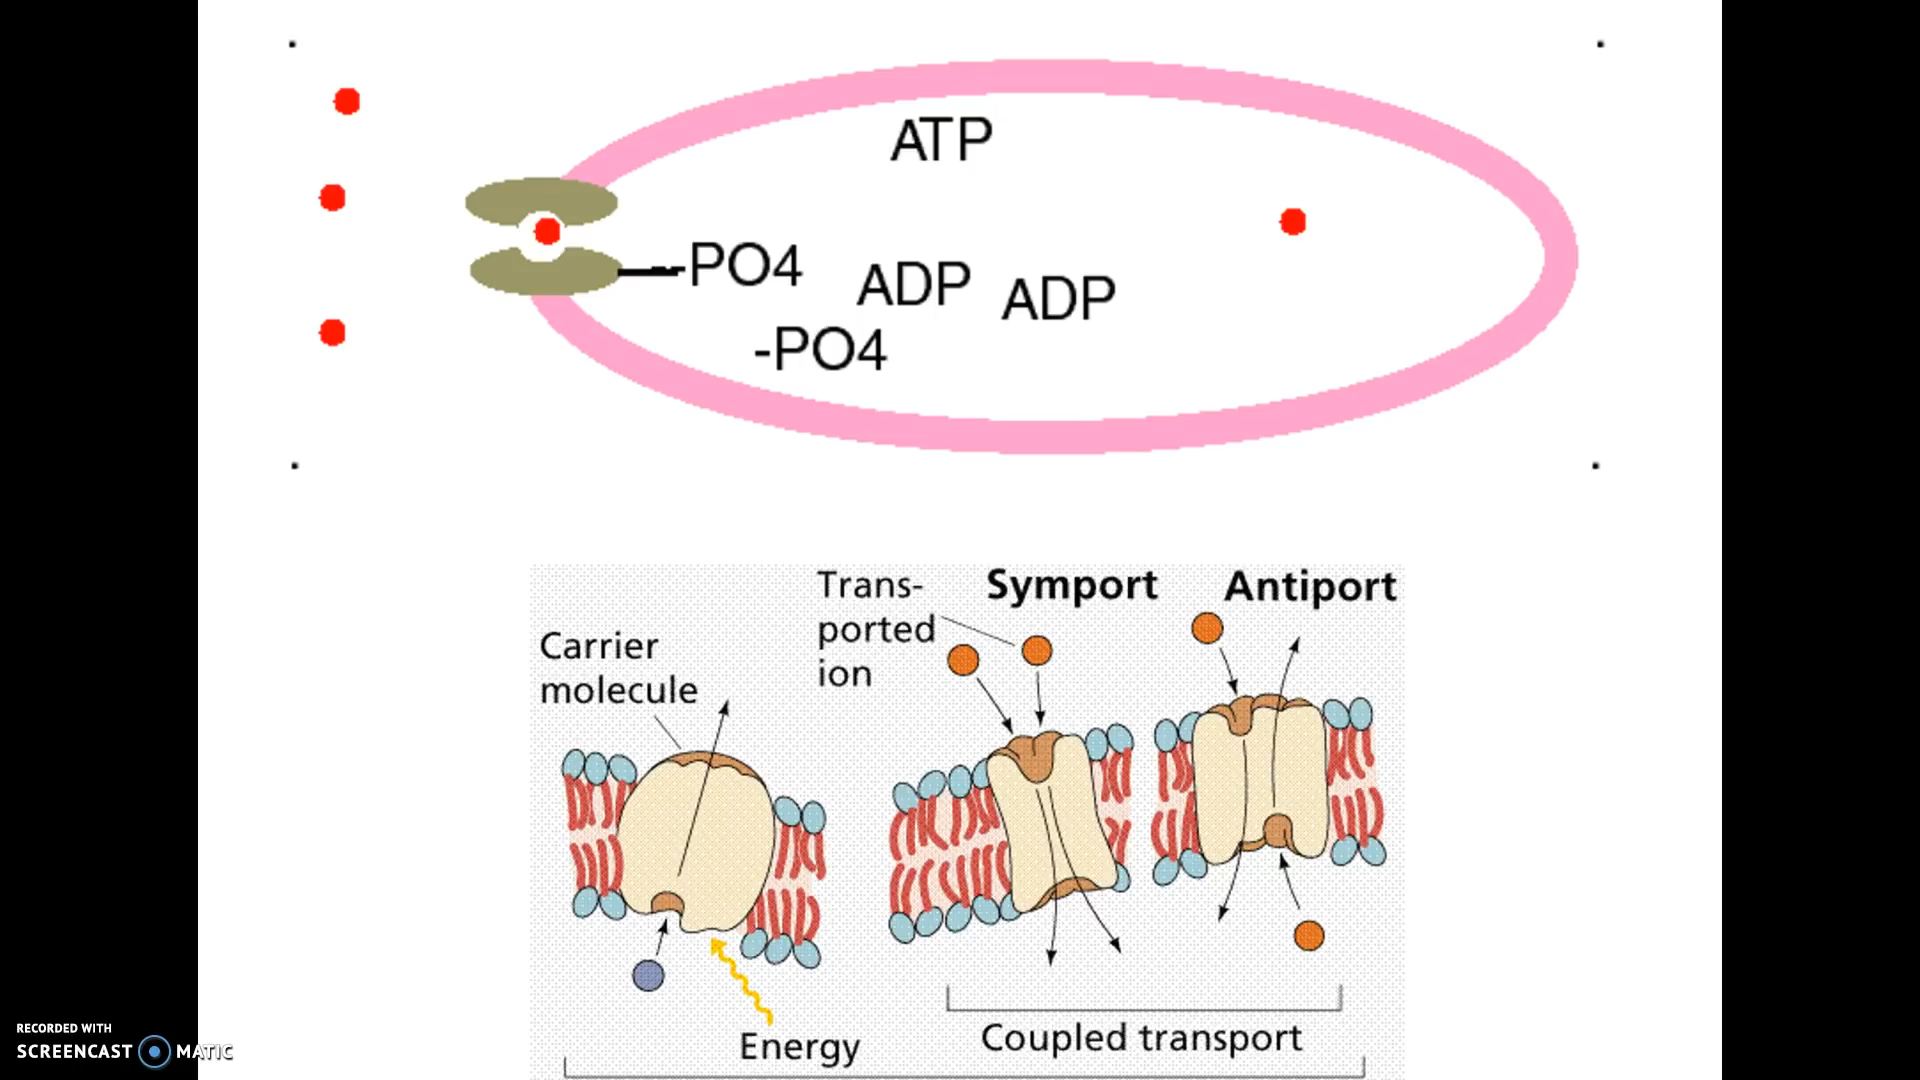 ATP
--PO4
ADP
ADP
-PO4
Trans-
ported
ion
Symport
Antiport
Carrier
molecule
Energy
Coupled transport
RECORDED WITH
SCREENCAST MATIC